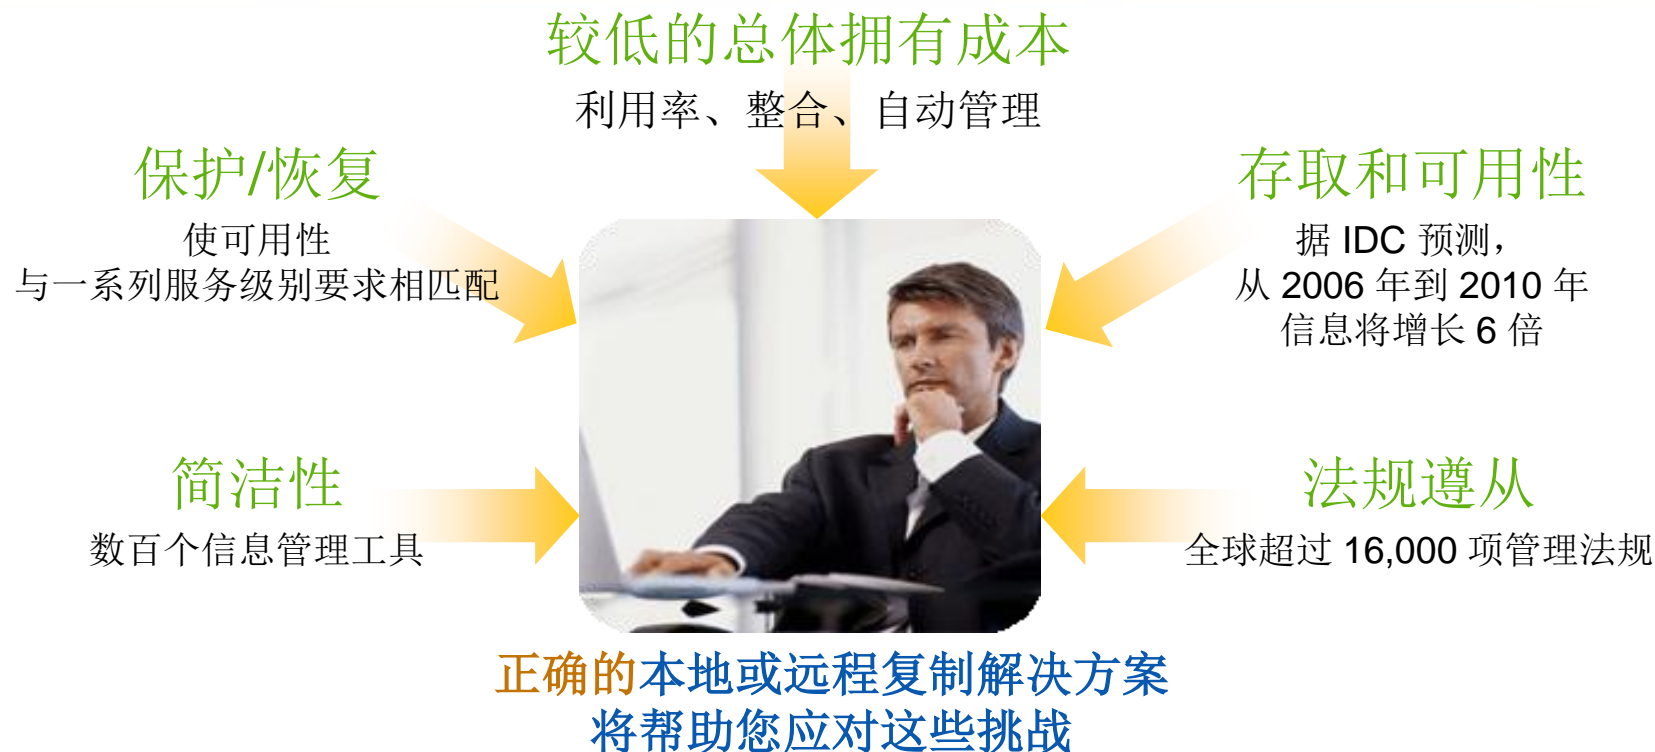 较低的总体拥有成本
利用率、整合、自动管理
保护/恢复
使可用性
与一系列服务级别要求相匹配
存取和可用性
据 IDC 预测，
从 2006 年到 2010 年
信息将增长 6 倍
简洁性
数百个信息管理工具
法规遵从
全球超过 16,000 项管理法规
正确的本地或远程复制解决方案
将帮助您应对这些挑战